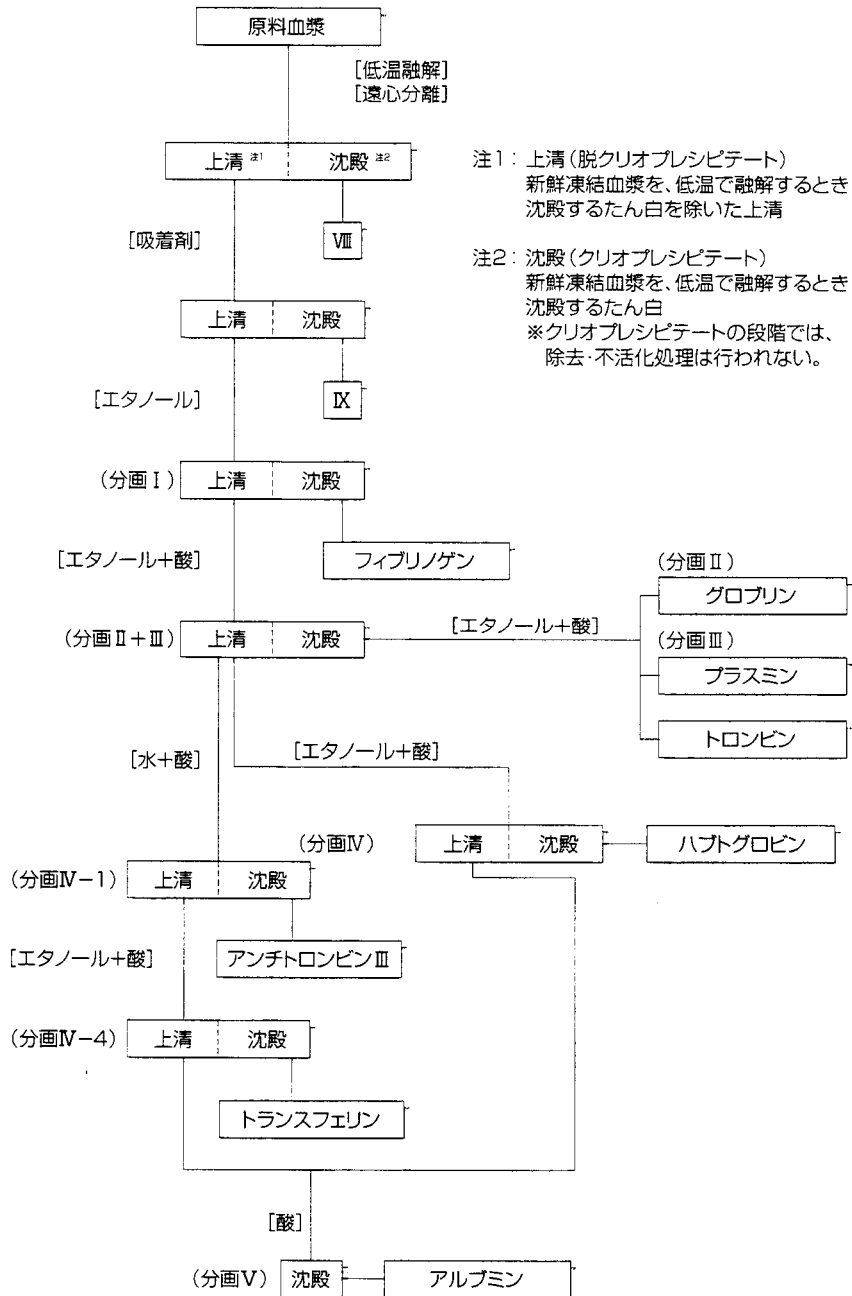 原料血漿
[低温融解]
[遠心分離]
上清 注1 沈殿 注2
注1：上清（脱クリオプレシピテート）
新鮮凍結血漿を、低温で融解するとき
沈殿するたん白を除いた上清
[吸着剤]
Ⅷ
注2：沈殿（クリオプレシピテート）
新鮮凍結血漿を、低温で融解するとき
沈殿するたん白
※クリオプレシピテートの段階では、
除去・不活化処理は行われない。
上清 沈殿
[エタノール]
Ⅸ
（分画Ⅰ） 上清 沈殿
[エタノール＋酸]
フィブリノゲン
（分画Ⅱ）
グロブリン
（分画Ⅱ＋Ⅲ） 上清 沈殿
[エタノール＋酸]
（分画Ⅲ）
プラスミン
トロンビン
[水＋酸]
[エタノール＋酸]
（分画Ⅳ）
上清 沈殿
ハプトグロビン
（分画Ⅳ−1） 上清 沈殿
[エタノール＋酸]
アンチトロンビンⅢ
（分画Ⅳ−4） 上清 沈殿
トランスフェリン
[酸]
（分画Ⅴ） 沈殿
アルブミン